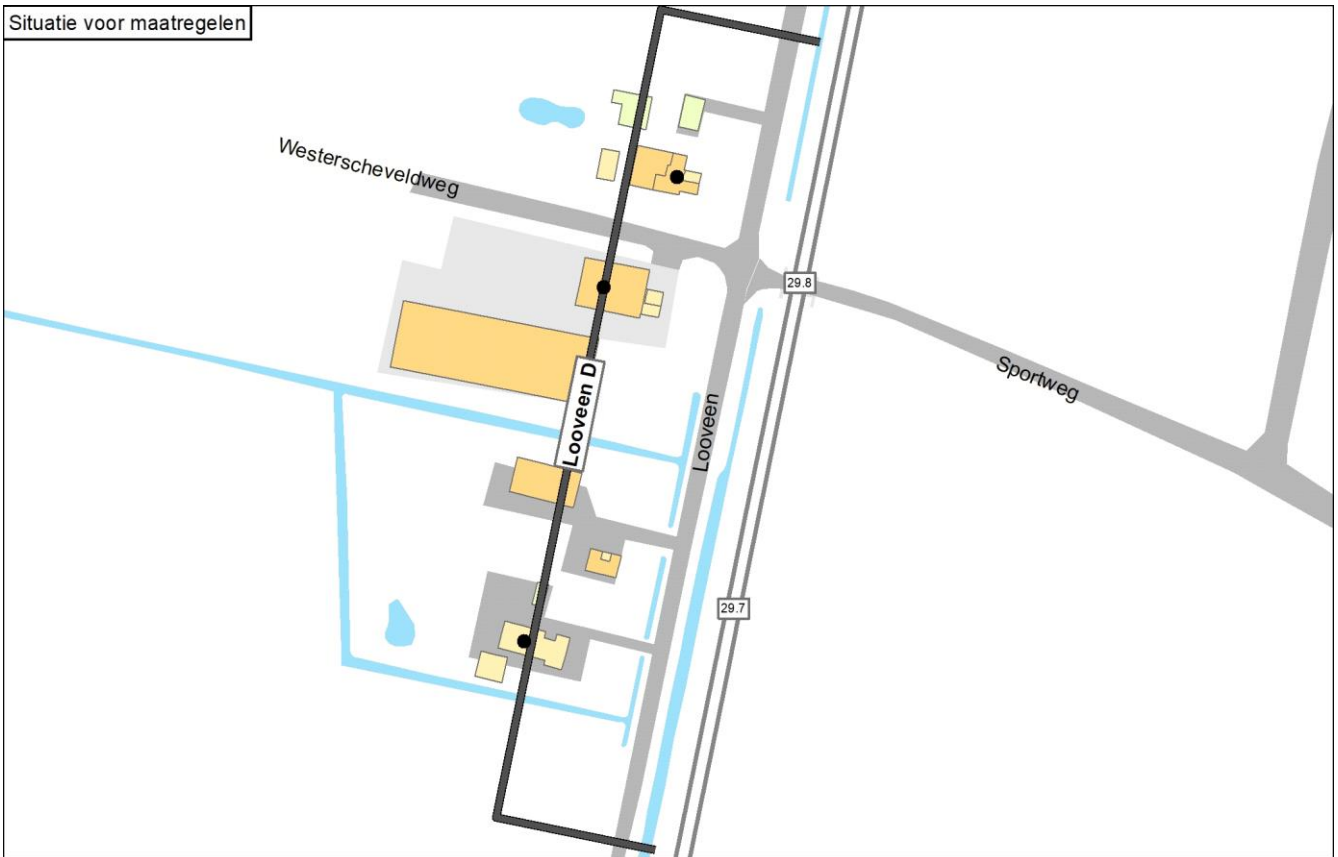 Situatie voor maatregelen
Westerscheveldweg
29.8
Sportweg
Looveen D
Looveen
29.7